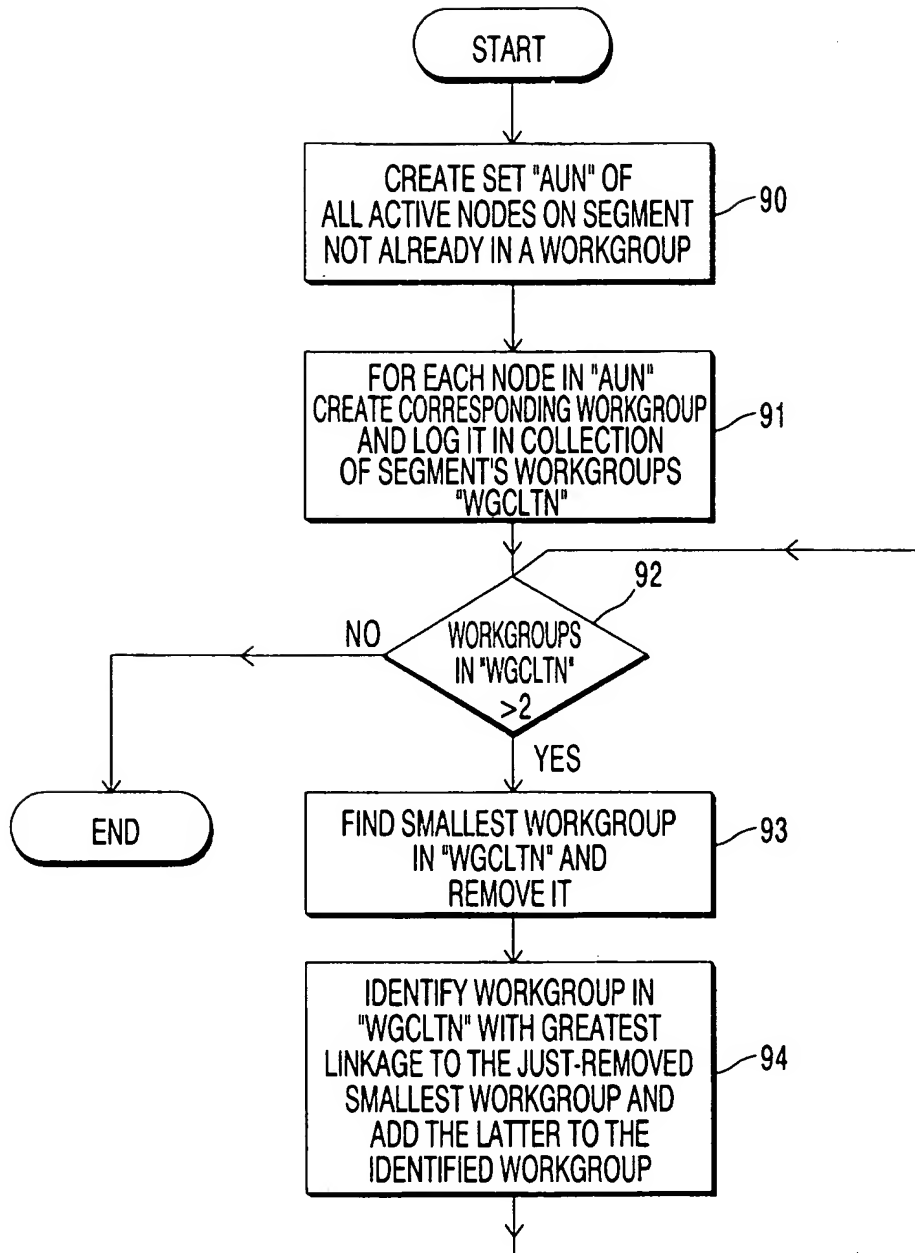 START
CREATE SET "AUN" OF
ALL ACTIVE NODES ON SEGMENT
NOT ALREADY IN A WORKGROUP
90
FOR EACH NODE IN "AUN"
CREATE CORRESPONDING WORKGROUP
AND LOG IT IN COLLECTION
OF SEGMENT'S WORKGROUPS
"WGCLTN"
91
92
NO
WORKGROUPS
IN "WGCLTN"
>2
YES
END
FIND SMALLEST WORKGROUP
IN "WGCLTN" AND
REMOVE IT
93
IDENTIFY WORKGROUP IN
"WGCLTN" WITH GREATEST
LINKAGE TO THE JUST-REMOVED
SMALLEST WORKGROUP AND
ADD THE LATTER TO THE
IDENTIFIED WORKGROUP
94